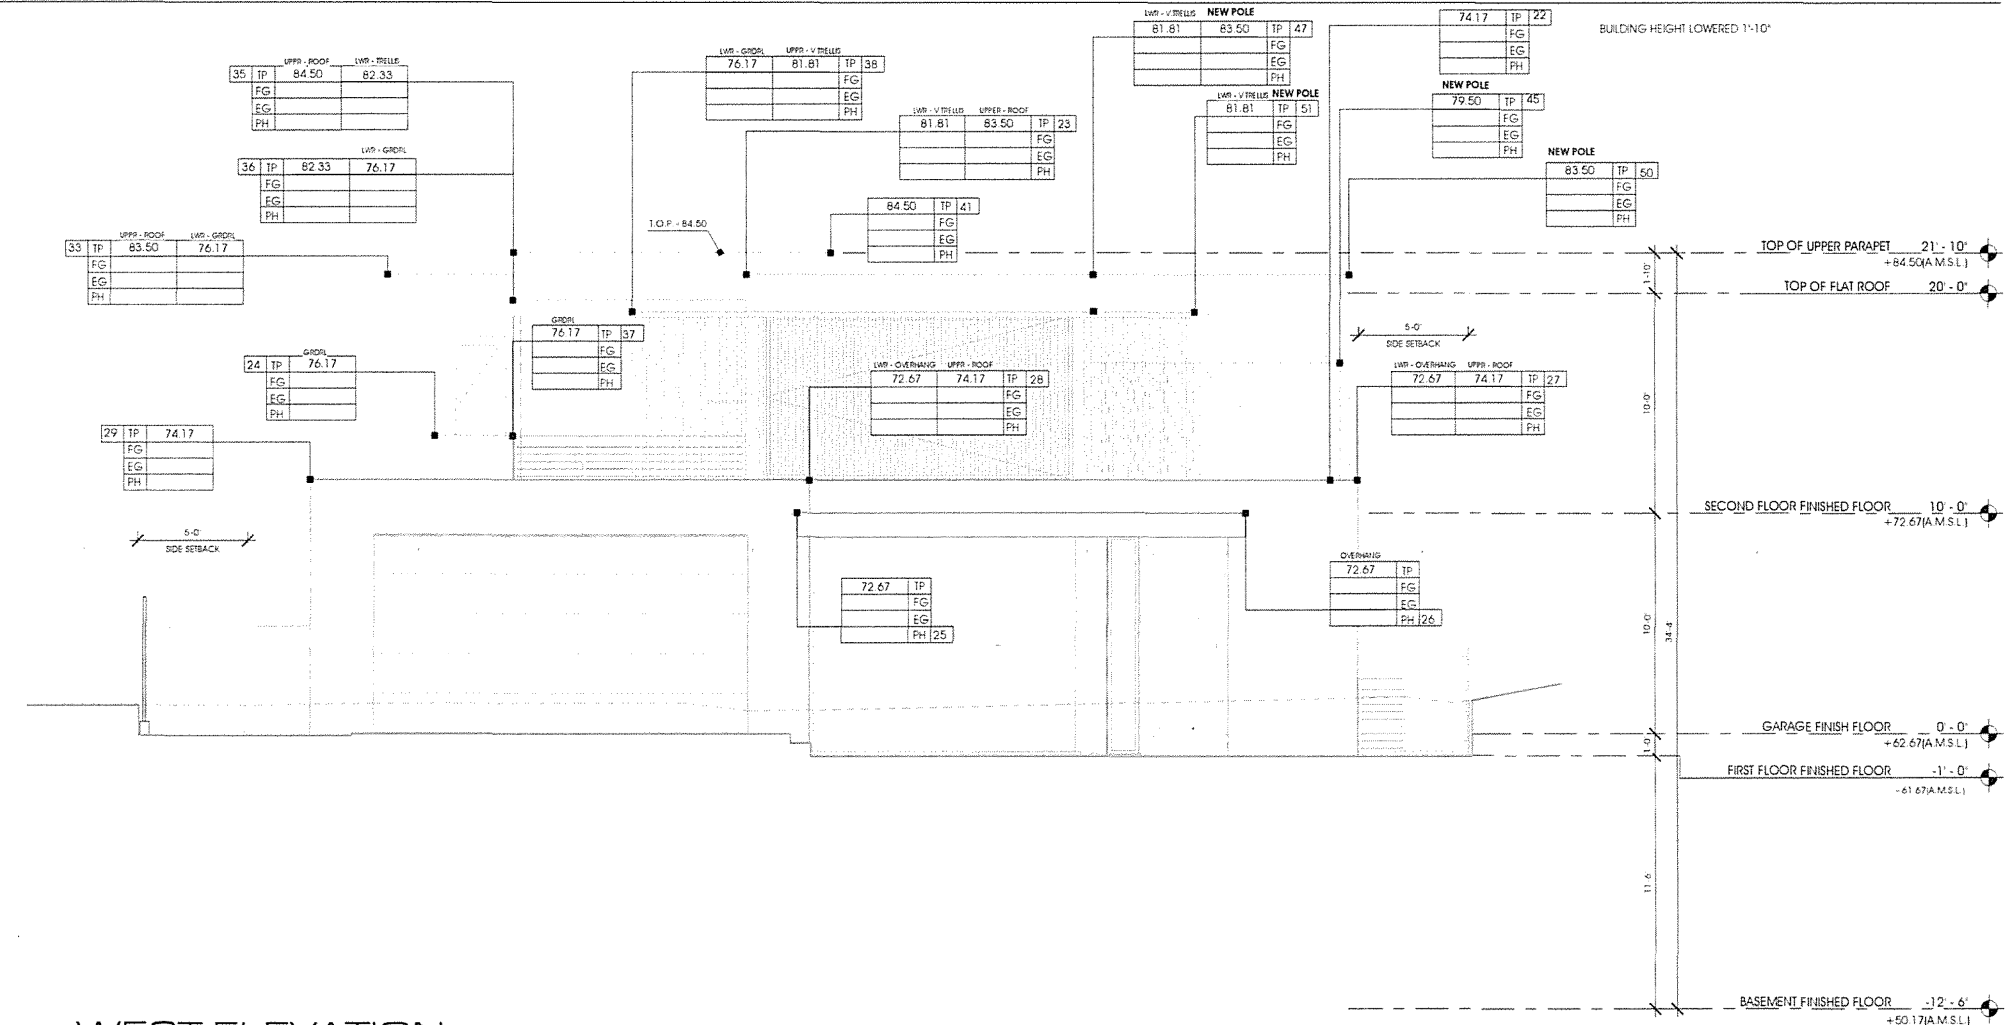 LWR - V.TRELLIS NEW POLE
81.81 83.50 TP 47
FG
EG
PH
74.17 TP 22
FG
EG
PH
BUILDING HEIGHT LOWERED 1'-10"
UPPR - ROOF LWR - TRELLIS
35 TP 84.50 82.33
FG
EG
PH
LWR - GRDRL UPPR - V TRELLIS
76.17 81.81 TP 38
FG
EG
PH
LWR - V TRELLIS UPPER - ROOF
81.81 83.50 TP 23
FG
EG
PH
LWR - V TRELLIS NEW POLE
81.81 TP 51
FG
EG
PH
NEW POLE
79.50 TP 45
FG
EG
PH
LWR - GRDRL
36 TP 82.33 76.17
FG
EG
PH
NEW POLE
83.50 TP 50
FG
EG
PH
84.50 TP 41
FG
EG
PH
T.O.P - 84.50
UPPR - ROOF LWR - GRDRL
33 TP 83.50 76.17
FG
EG
PH
TOP OF UPPER PARAPET 21' - 10"
+84.50(A.M.S.L.)
1'-10"
TOP OF FLAT ROOF 20' - 0"
GRDRL
76.17 TP 37
FG
EG
PH
5'-0"
SIDE SETBACK
GRDRL
24 TP 76.17
FG
EG
PH
LWR - OVERHANG UPPR - ROOF
72.67 74.17 TP 28
FG
EG
PH
LWR - OVERHANG UPPR - ROOF
72.67 74.17 TP 27
FG
EG
PH
10'-0"
29 TP 74.17
FG
EG
PH
SECOND FLOOR FINISHED FLOOR 10' - 0"
+72.67(A.M.S.L.)
5'-0"
SIDE SETBACK
72.67 TP
FG
EG
PH 25
OVERHANG
72.67 TP
FG
EG
PH 26
10'-0"
34'-4"
GARAGE FINISH FLOOR 0' - 0"
+62.67(A.M.S.L.)
1'-0"
FIRST FLOOR FINISHED FLOOR -1' - 0"
+61.67(A.M.S.L.)
11'-6"
BASEMENT FINISHED FLOOR -12' - 6"
+50.17(A.M.S.L.)
WEST ELEVATION